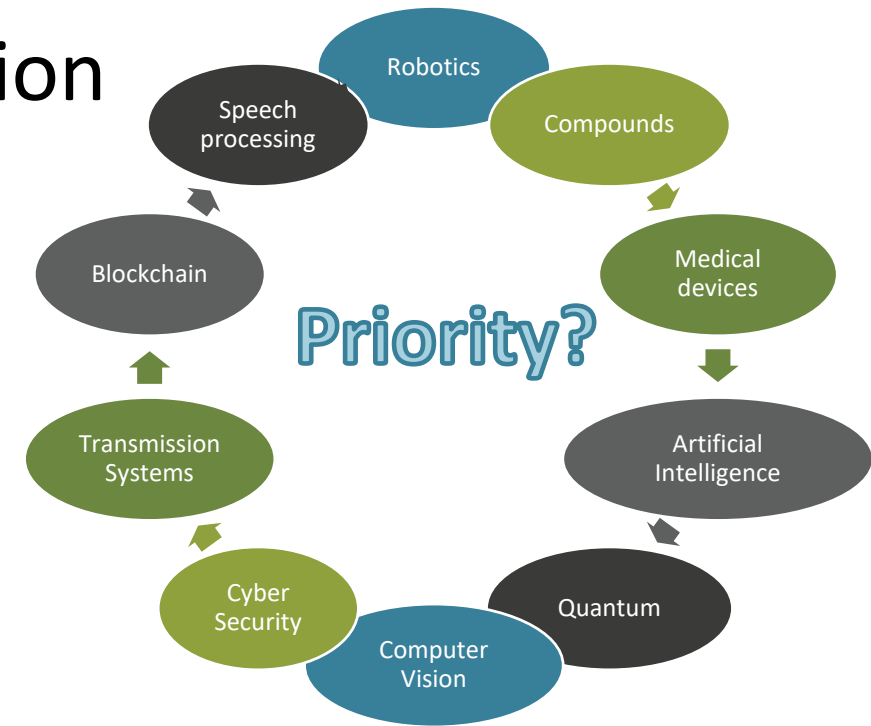 ion
Robotics
Speech
processing
Compounds
Blockchain
Medical
devices
Priority?
Transmission
Systems
Artificial
Intelligence
Cyber
Security
Quantum
Computer
Vision